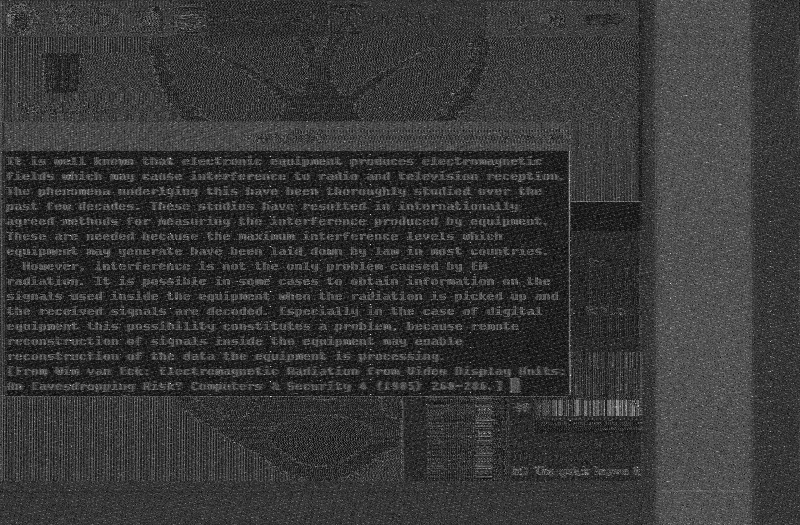 It is well known that electronic equipment produces electromagnetic
fields which may cause interference to radio and television reception.
The phenomena underlying this have been thoroughly studied over the
past few decades. These studies have resulted in internationally
agreed methods for measuring the interference produced by equipment.
These are needed because the maximum interference levels which
equipment may generate have been laid down by law in most countries.
However, interference is not the only problem caused by EM
radiation. It is possible in some cases to obtain information on the
signals used inside the equipment when the radiation is picked up and
the received signals are decoded. Especially in the case of digital
equipment this possibility constitutes a problem, because remote
reconstruction of signals inside the equipment may enable
reconstruction of the data the equipment is processing.
[From Wim van Eck: Electromagnetic Radiation from Video Display Units:
An Eavesdropping Risk? Computers & Security 4 (1985) 269-286.]